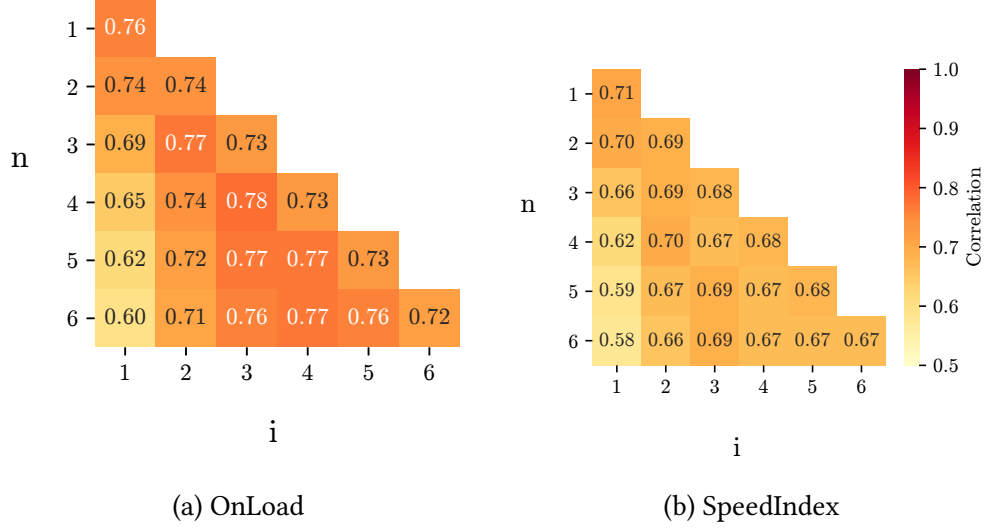 1 0.76
2 0.74 0.74
3 0.69 0.77 0.73
n
4 0.65 0.74 0.78 0.73
5 0.62 0.72 0.77 0.77 0.73
6 0.60 0.71 0.76 0.77 0.76 0.72
1 2 3 4 5 6
i
(a) OnLoad
1 0.71
2 0.70 0.69
3 0.66 0.69 0.68
n
4 0.62 0.70 0.67 0.68
5 0.59 0.67 0.69 0.67 0.68
6 0.58 0.66 0.69 0.67 0.67 0.67
1 2 3 4 5 6
i
(b) SpeedIndex
1.0
0.9
0.8
0.7
0.6
0.5
Correlation